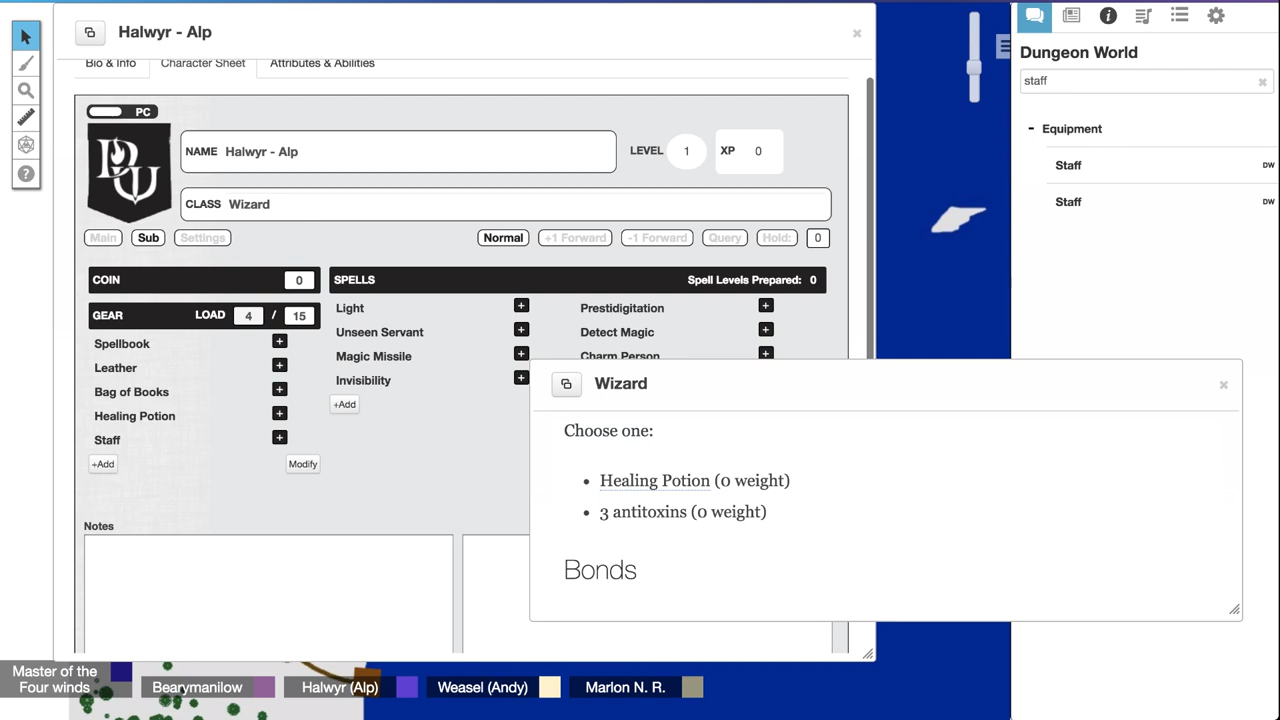 Halwyr - Alp
Bio & Info
Character Sheet
Attributes & Abilities
PC
DW
NAME Halwyr - Alp
LEVEL 1
XP 0
CLASS Wizard
Main
Sub
Settings
Normal
+1 Forward
-1 Forward
Query
Hold:
0
COIN 0
GEAR LOAD 4 / 15
Spellbook +
Leather +
Bag of Books +
Healing Potion +
Staff +
+Add
Modify
SPELLS Spell Levels Prepared: 0
Light +
Prestidigitation +
Unseen Servant +
Detect Magic +
Magic Missile +
Charm Person +
Invisibility +
+Add
Notes
Wizard
Choose one:
• Healing Potion (0 weight)
• 3 antitoxins (0 weight)
Bonds
Dungeon World
staff
- Equipment
Staff DW
Staff DW
Master of the
Four winds
Bearymanilow
Halwyr (Alp)
Weasel (Andy)
Marlon N. R.